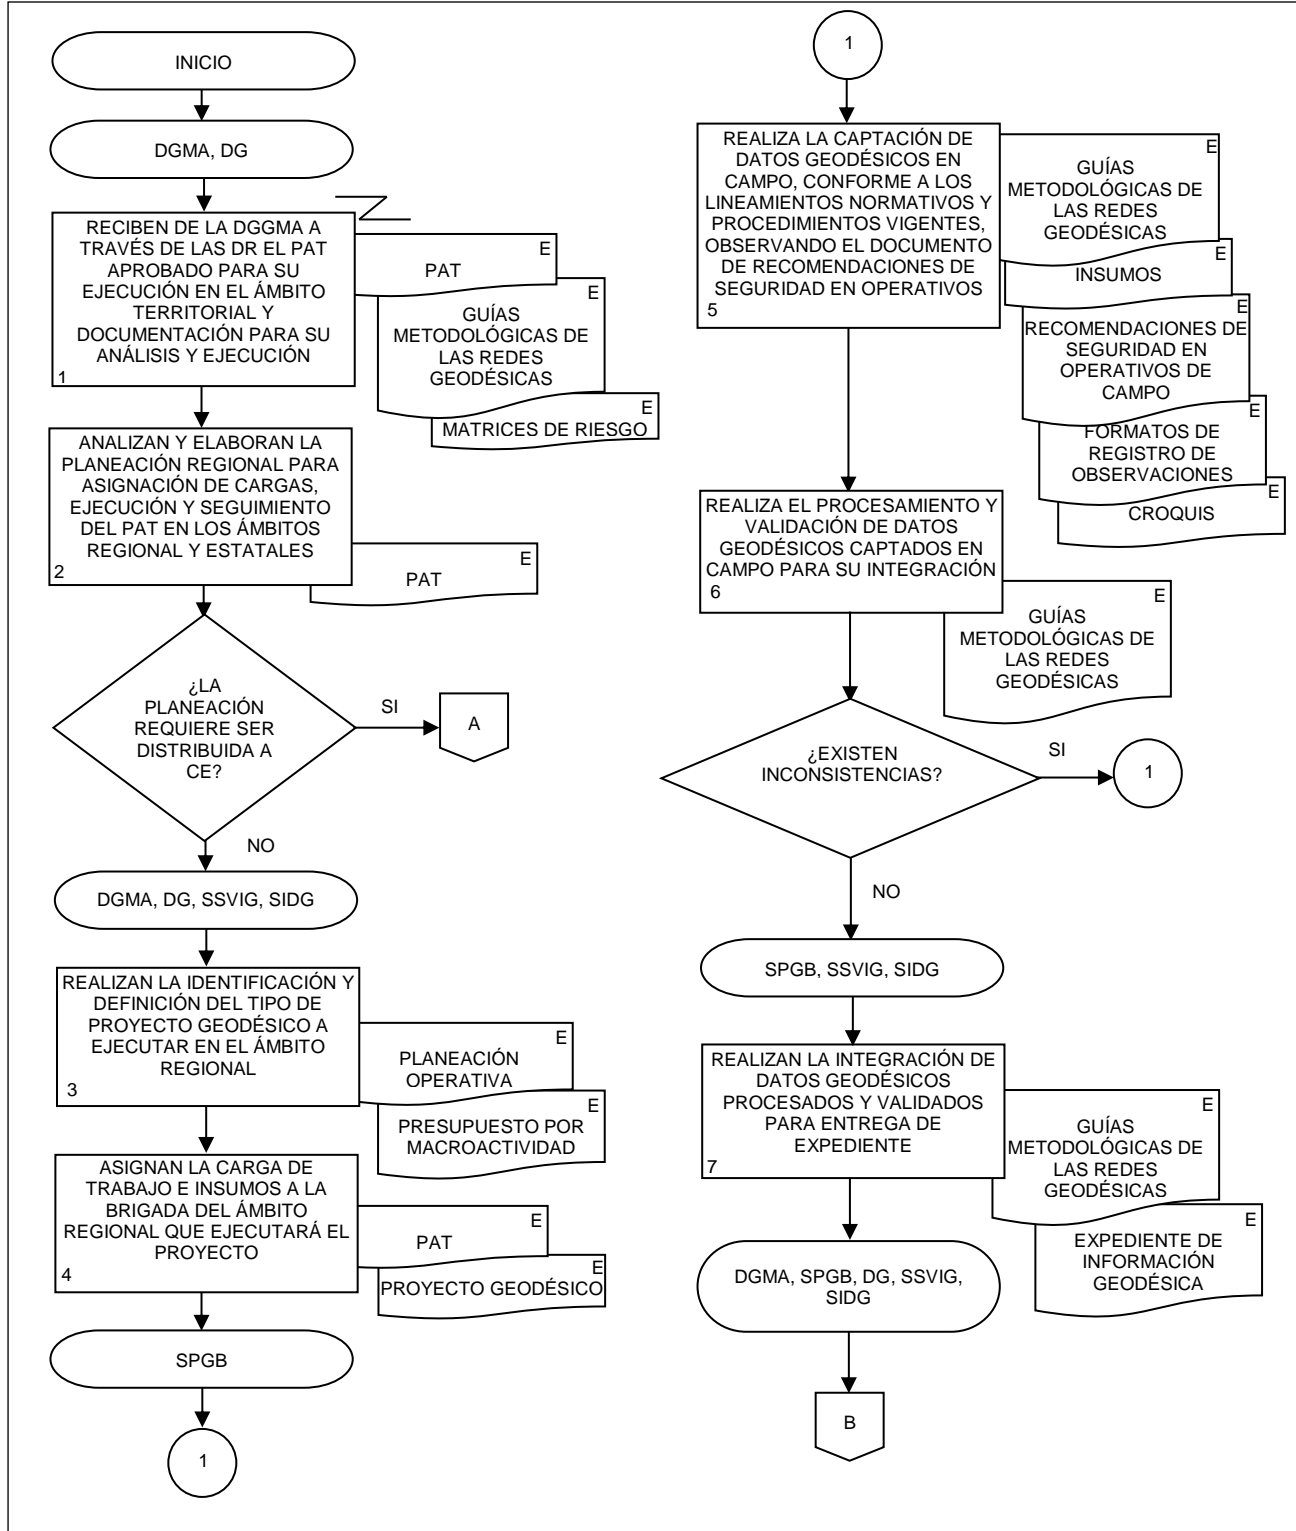 INICIO
DGMA, DG
RECIBEN DE LA DGGMA A
TRAVÉS DE LAS DR EL PAT
APROBADO PARA SU
EJECUCIÓN EN EL ÁMBITO
TERRITORIAL Y
DOCUMENTACIÓN PARA SU
ANÁLISIS Y EJECUCIÓN
1
E
PAT
E
GUÍAS
METODOLÓGICAS DE
LAS REDES
GEODÉSICAS
E
MATRICES DE RIESGO
ANALIZAN Y ELABORAN LA
PLANEACIÓN REGIONAL PARA
ASIGNACIÓN DE CARGAS,
EJECUCIÓN Y SEGUIMIENTO
DEL PAT EN LOS ÁMBITOS
REGIONAL Y ESTATALES
2
E
PAT
¿LA
PLANEACIÓN
REQUIERE SER
DISTRIBUIDA A
CE?
SI
A
NO
DGMA, DG, SSVIG, SIDG
REALIZAN LA IDENTIFICACIÓN Y
DEFINICIÓN DEL TIPO DE
PROYECTO GEODÉSICO A
EJECUTAR EN EL ÁMBITO
REGIONAL
3
E
PLANEACIÓN
OPERATIVA
E
PRESUPUESTO POR
MACROACTIVIDAD
ASIGNAN LA CARGA DE
TRABAJO E INSUMOS A LA
BRIGADA DEL ÁMBITO
REGIONAL QUE EJECUTARÁ EL
PROYECTO
4
E
PAT
E
PROYECTO GEODÉSICO
SPGB
1
1
REALIZA LA CAPTACIÓN DE
DATOS GEODÉSICOS EN
CAMPO, CONFORME A LOS
LINEAMIENTOS NORMATIVOS Y
PROCEDIMIENTOS VIGENTES,
OBSERVANDO EL DOCUMENTO
DE RECOMENDACIONES DE
SEGURIDAD EN OPERATIVOS
5
E
GUÍAS
METODOLÓGICAS DE
LAS REDES
GEODÉSICAS
E
INSUMOS
E
RECOMENDACIONES DE
SEGURIDAD EN
OPERATIVOS DE
CAMPO
E
FORMATOS DE
REGISTRO DE
OBSERVACIONES
E
CROQUIS
REALIZA EL PROCESAMIENTO Y
VALIDACIÓN DE DATOS
GEODÉSICOS CAPTADOS EN
CAMPO PARA SU INTEGRACIÓN
6
E
GUÍAS
METODOLÓGICAS DE
LAS REDES
GEODÉSICAS
¿EXISTEN
INCONSISTENCIAS?
SI
1
NO
SPGB, SSVIG, SIDG
REALIZAN LA INTEGRACIÓN DE
DATOS GEODÉSICOS
PROCESADOS Y VALIDADOS
PARA ENTREGA DE
EXPEDIENTE
7
E
GUÍAS
METODOLÓGICAS DE
LAS REDES
GEODÉSICAS
E
EXPEDIENTE DE
INFORMACIÓN
GEODÉSICA
DGMA, SPGB, DG, SSVIG,
SIDG
B